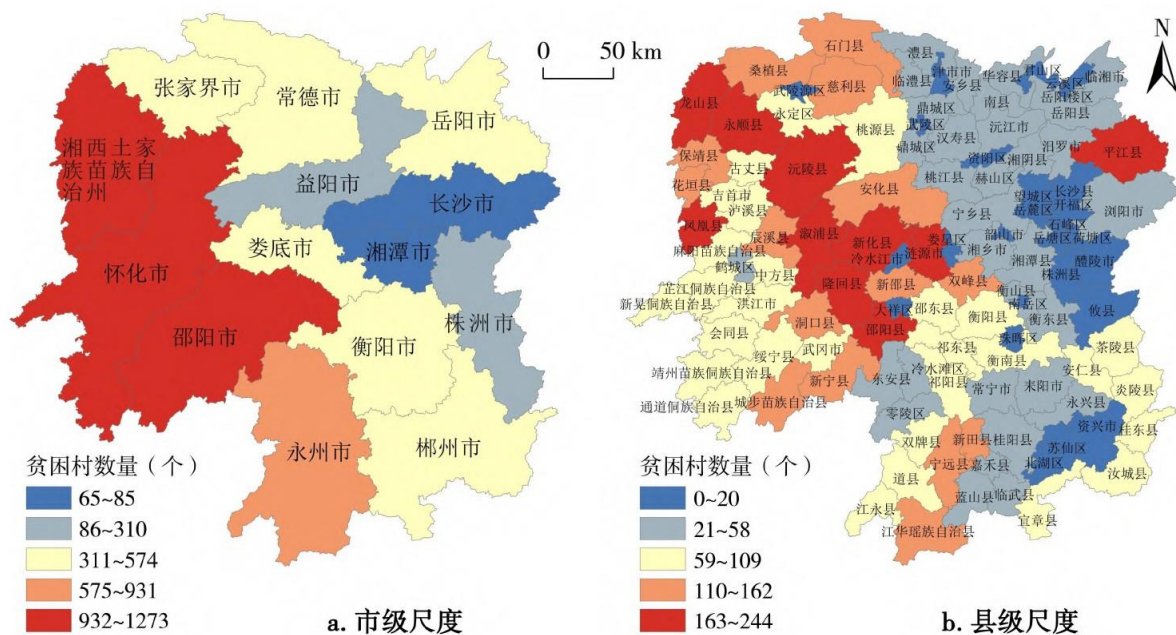 N
0 50 km
张家界市
常德市
岳阳市
湘西土家
族苗族自
治州
益阳市
长沙市
娄底市
湘潭市
怀化市
株洲市
邵阳市
衡阳市
永州市
郴州市
贫困村数量（个）
65~85
86~310
311~574
575~931
932~1273
a. 市级尺度
石门县
澧县
桑植县
临澧县
津市市
安乡县
华容县
君山区
云溪区
临湘市
武陵源区
慈利县
岳阳楼区
龙山县
永定区
鼎城区
南县
岳阳县
永顺县
桃源县
武陵区
沅江市
汉寿县
鼎城区
汨罗市
平江县
保靖县
古丈县
沅陵县
资阳区
湘阴县
花垣县
吉首市
安化县
桃江县
赫山区
望城区
长沙县
开福区
岳麓区
浏阳市
泸溪县
宁乡县
凤凰县
辰溪县
溆浦县
新化县
娄星区
韶山市
石峰区
岳塘区
荷塘区
麻阳苗族自治县
冷水江市
涟源市
湘乡市
湘潭县
醴陵市
鹤城区
中方县
株洲县
芷江侗族自治县
隆回县
新邵县
双峰县
衡山县
南岳区
攸县
新晃侗族自治县
洪江市
大祥区
邵东县
衡阳县
衡东县
洞口县
会同县
邵阳县
珠晖区
茶陵县
绥宁县
武冈市
祁东县
衡南县
安仁县
靖州苗族侗族自治县
冷水滩区
祁阳县
新宁县
东安县
常宁市
耒阳市
炎陵县
通道侗族自治县
城步苗族自治县
永兴县
零陵区
资兴市
桂东县
双牌县
新田县
桂阳县
苏仙区
宁远县
嘉禾县
北湖区
汝城县
道县
蓝山县
临武县
江永县
宜章县
江华瑶族自治县
贫困村数量（个）
0~20
21~58
59~109
110~162
163~244
b. 县级尺度